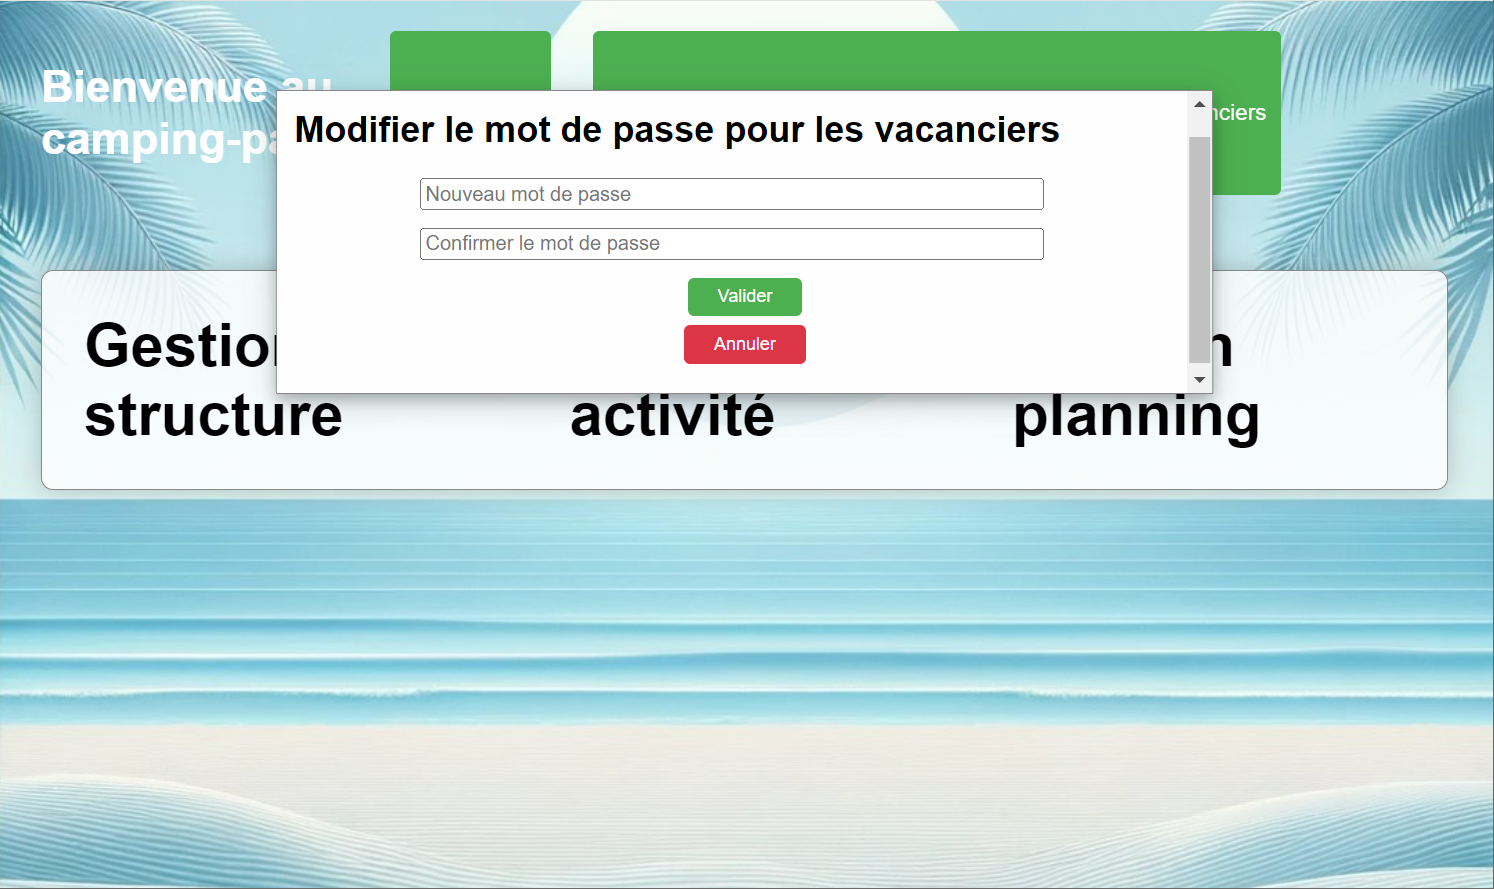 Bienvenue au
camping-pa
nciers
Modifier le mot de passe pour les vacanciers
Nouveau mot de passe
Confirmer le mot de passe
Valider
Annuler
Gestion
n
structure
activité
planning